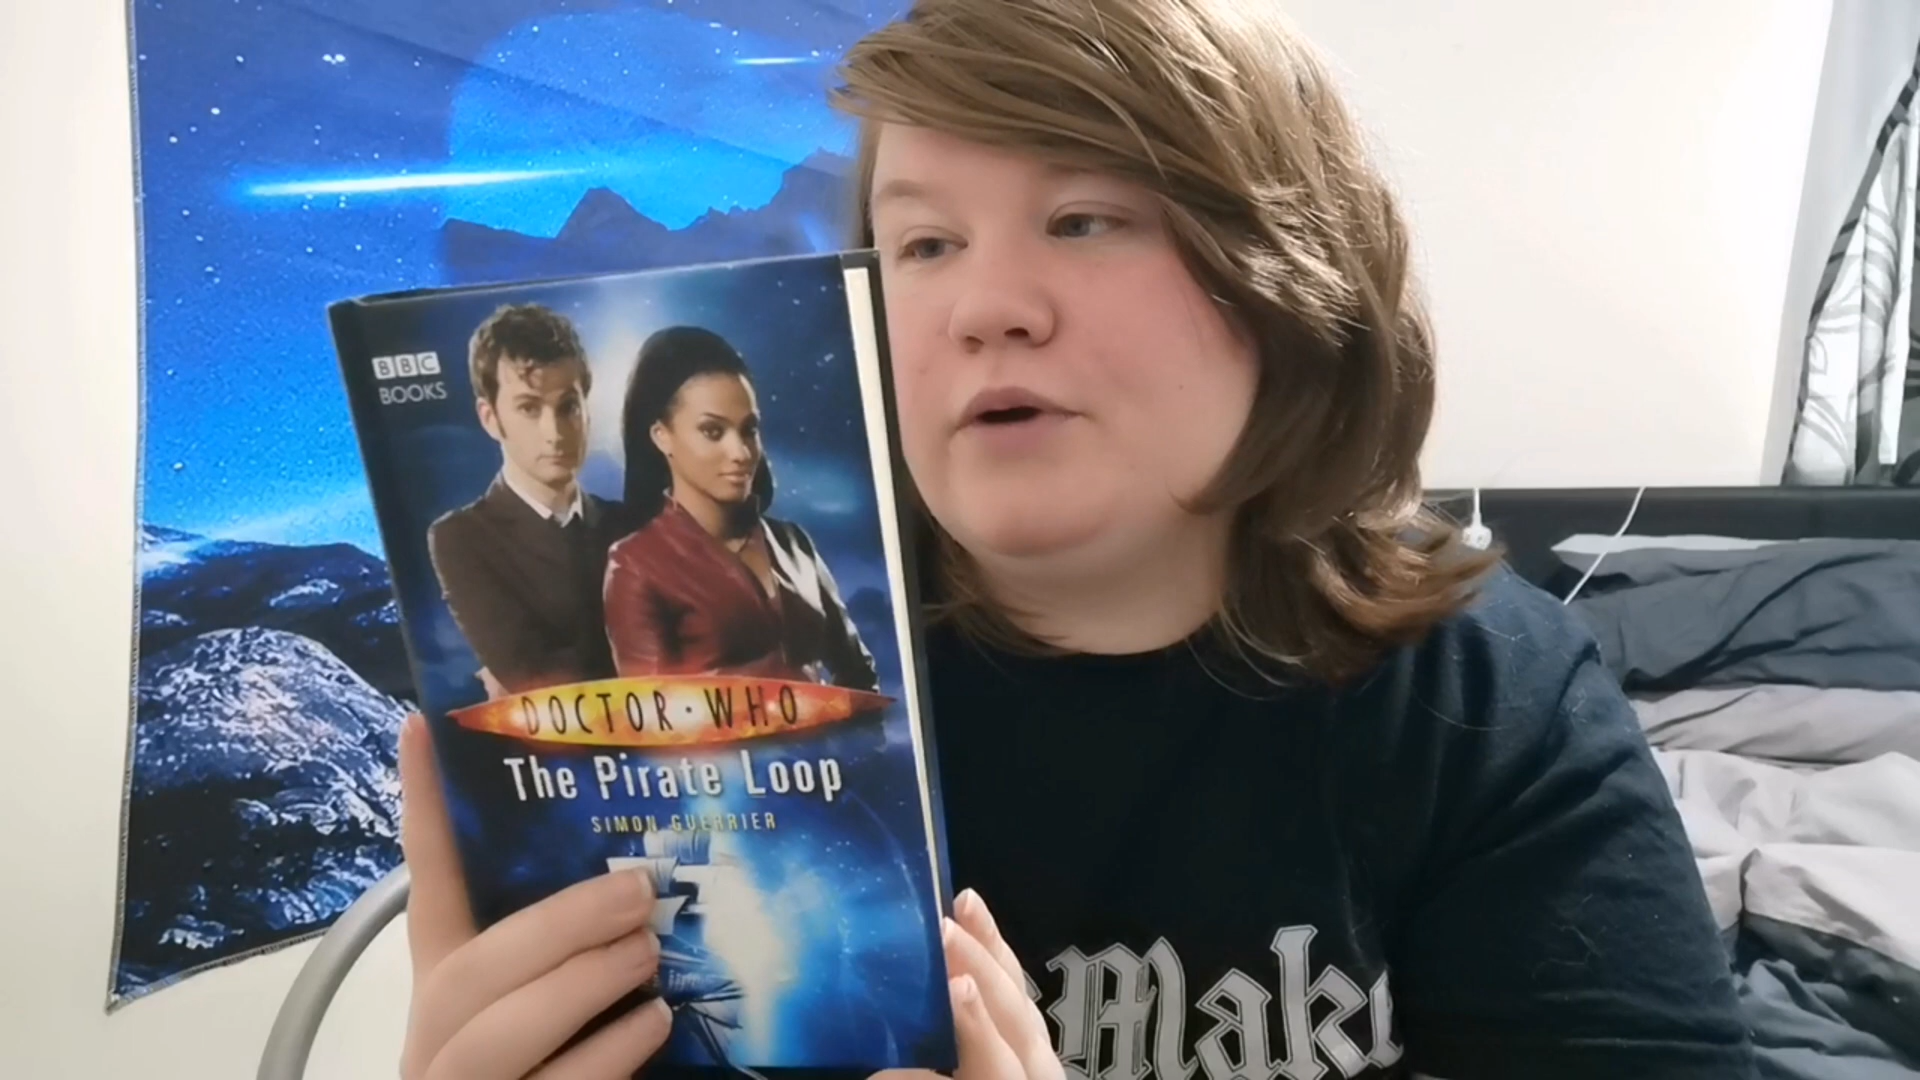 BBC
BOOKS
DOCTOR·WHO
The Pirate Loop
SIMON GUERRIER